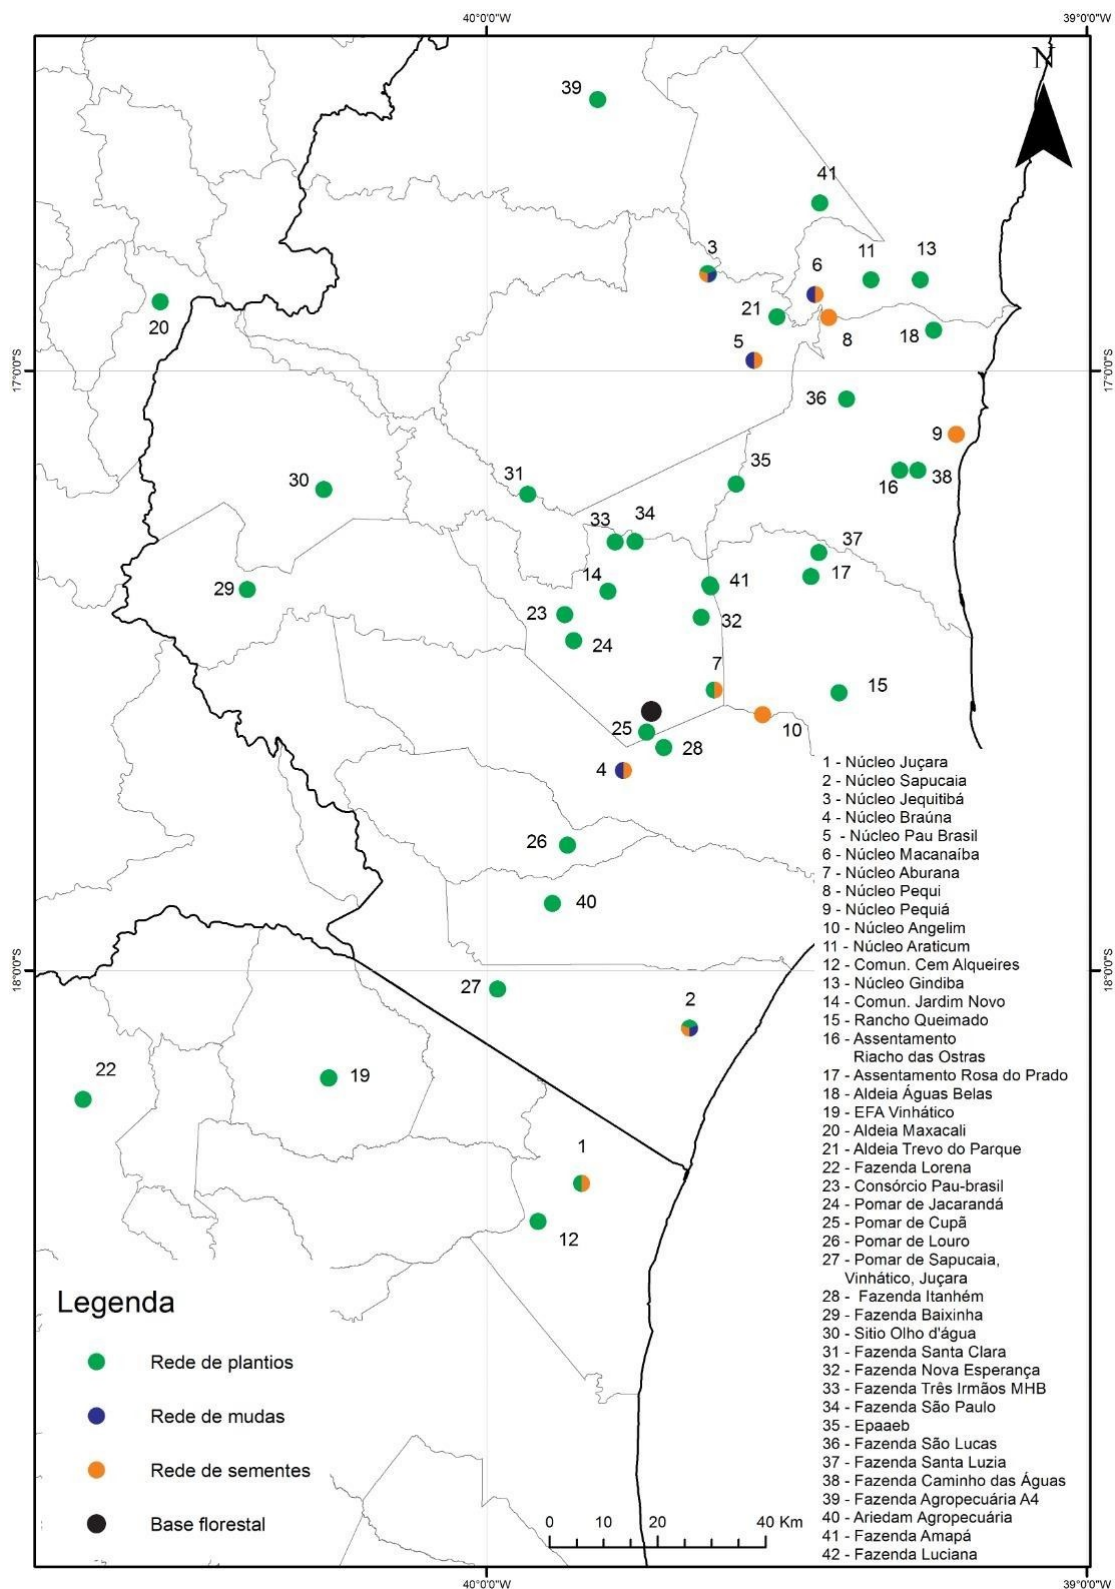 40°0'0"W
39°0'0"W
N
39
41
3
11
13
6
20
21
8
18
5
17°0'0"S
17°0'0"S
36
9
35
31
30
16
38
33
34
37
14
41
17
29
23
32
24
7
15
25
10
28
4
1 - Núcleo Juçara
2 - Núcleo Sapucaia
3 - Núcleo Jequitibá
4 - Núcleo Braúna
5 - Núcleo Pau Brasil
6 - Núcleo Macanaíba
7 - Núcleo Aburana
8 - Núcleo Pequi
9 - Núcleo Pequiá
10 - Núcleo Angelim
11 - Núcleo Araticum
12 - Comun. Cem Alqueires
13 - Núcleo Gindiba
14 - Comun. Jardim Novo
15 - Rancho Queimado
16 - Assentamento
Riacho das Ostras
17 - Assentamento Rosa do Prado
18 - Aldeia Águas Belas
19 - EFA Vinhático
20 - Aldeia Maxacali
21 - Aldeia Trevo do Parque
22 - Fazenda Lorena
23 - Consórcio Pau-brasil
24 - Pomar de Jacarandá
25 - Pomar de Cupã
26 - Pomar de Louro
27 - Pomar de Sapucaia,
Vinhático, Juçara
28 - Fazenda Itanhém
29 - Fazenda Baixinha
30 - Sitio Olho d'água
31 - Fazenda Santa Clara
32 - Fazenda Nova Esperança
33 - Fazenda Três Irmãos MHB
34 - Fazenda São Paulo
35 - Epaaeb
36 - Fazenda São Lucas
37 - Fazenda Santa Luzia
38 - Fazenda Caminho das Águas
39 - Fazenda Agropecuária A4
40 - Ariedam Agropecuária
41 - Fazenda Amapá
42 - Fazenda Luciana
26
40
18°0'0"S
18°0'0"S
27
2
22
19
1
12
Legenda
Rede de plantios
Rede de mudas
Rede de sementes
Base florestal
0 10 20 40 Km
40°0'0"W
39°0'0"W